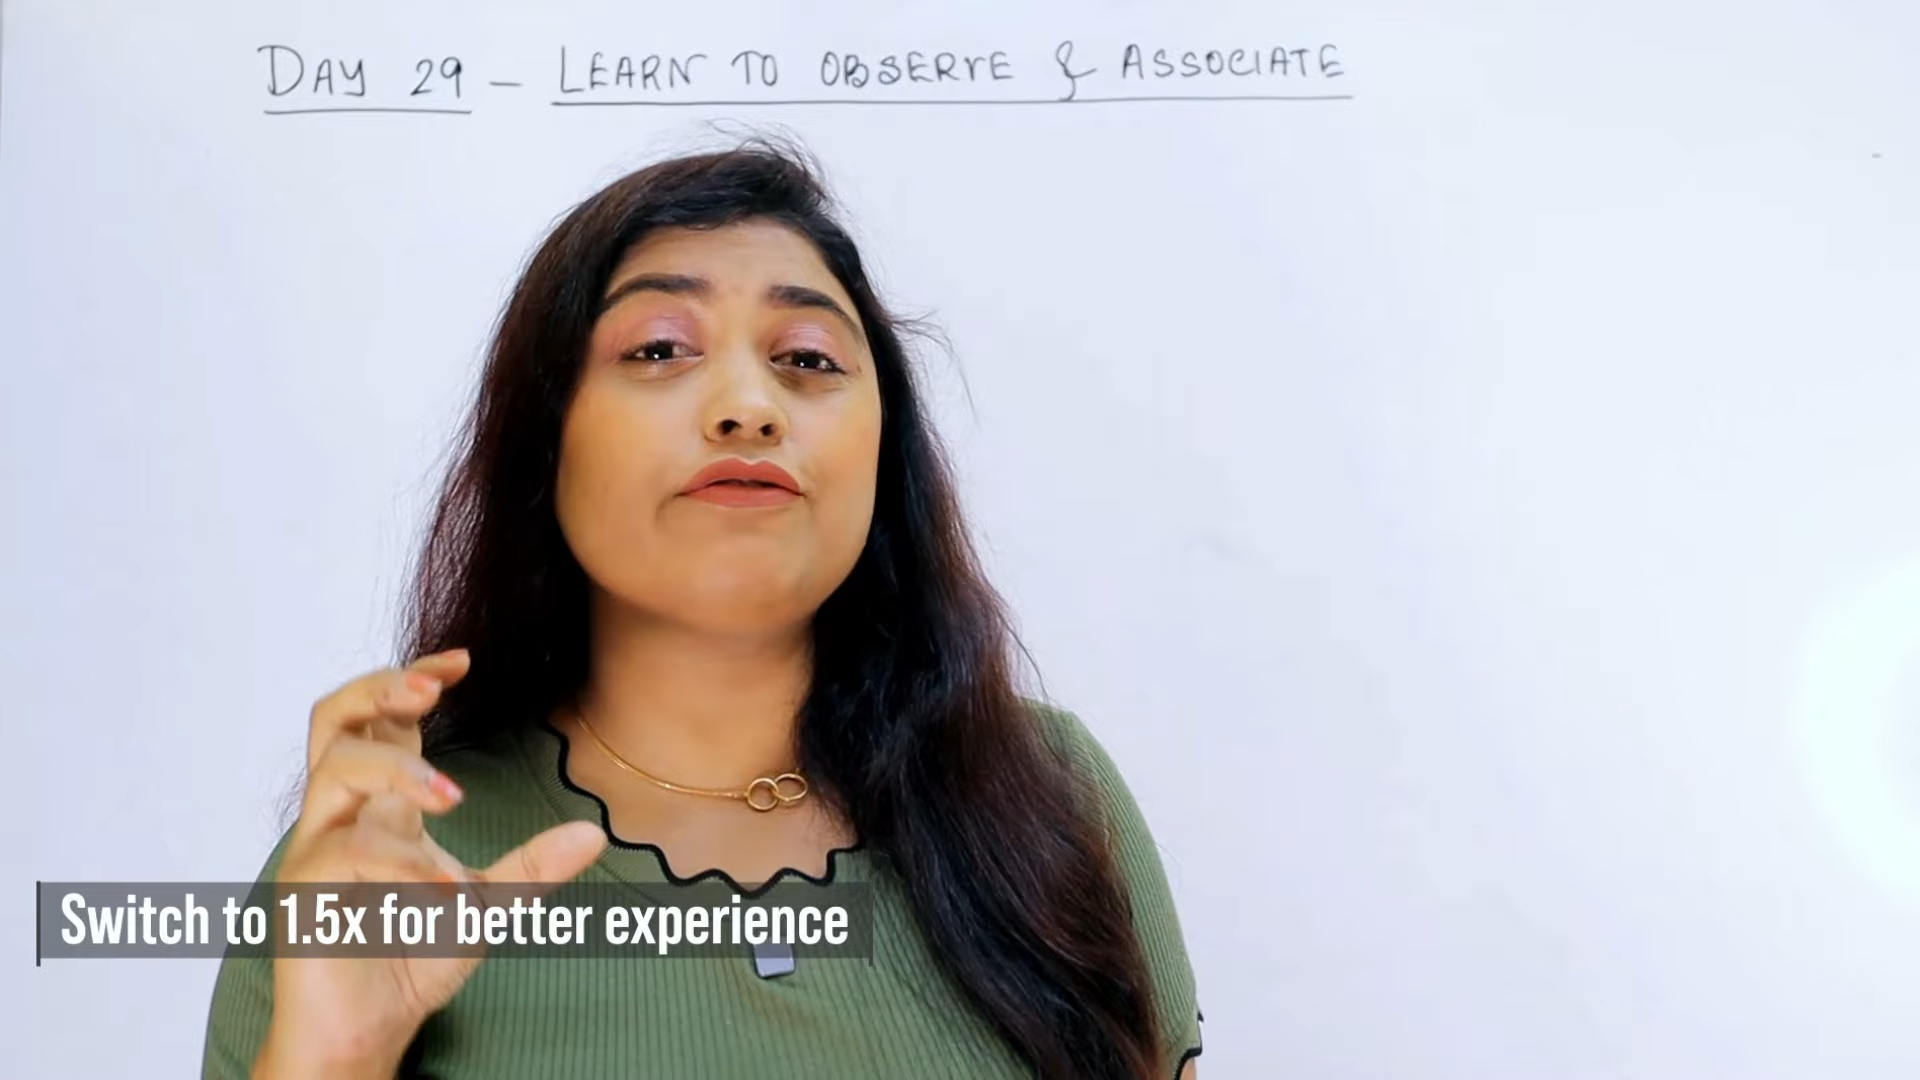 DAY 29 - LEARN TO OBSERVE & ASSOCIATE
Switch to 1.5x for better experience